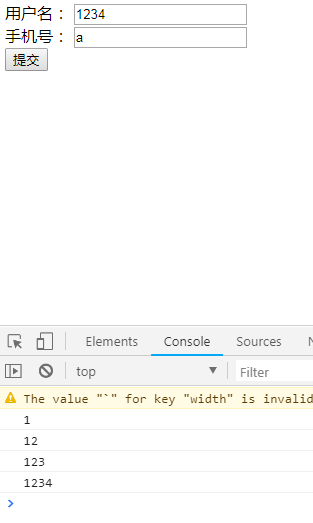 用户名： 1234
手机号： a
提交
Elements Console Sources
top Filter
The value "`" for key "width" is invalid
1
12
123
1234